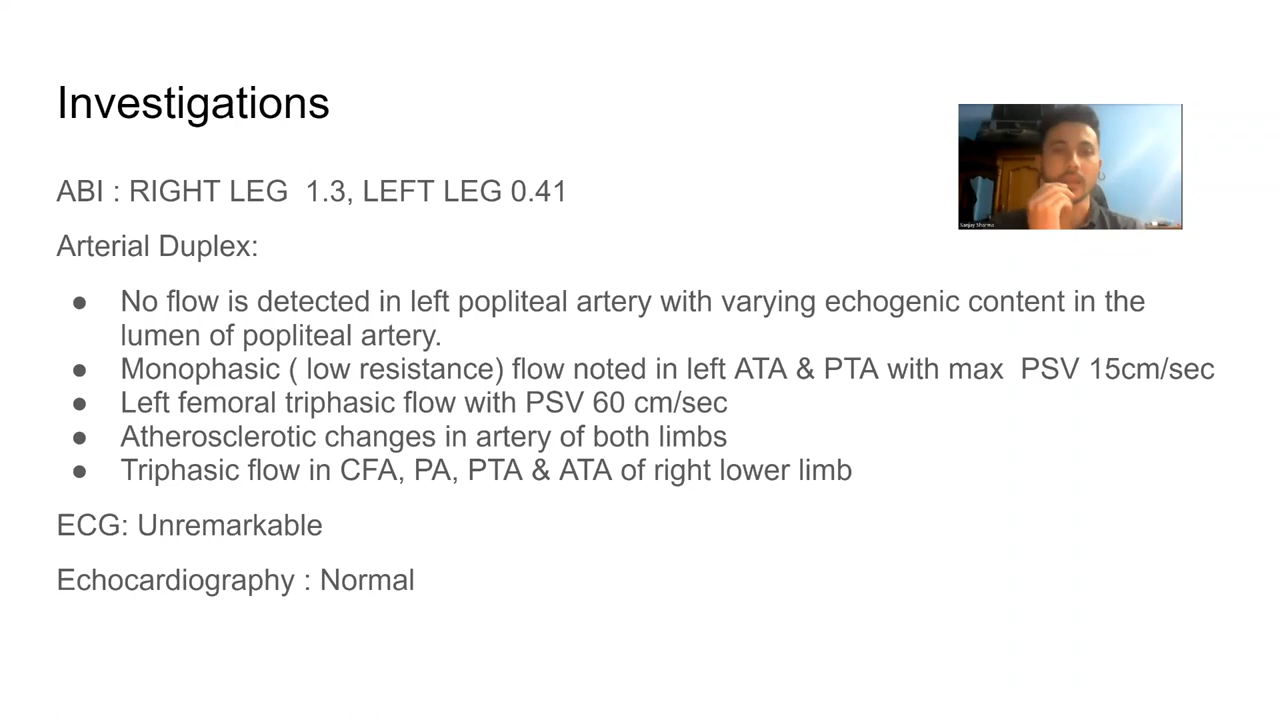 Investigations
ABI : RIGHT LEG  1.3, LEFT LEG 0.41
Sanjay Sharma
Arterial Duplex:
● No flow is detected in left popliteal artery with varying echogenic content in the
lumen of popliteal artery.
● Monophasic ( low resistance) flow noted in left ATA & PTA with max  PSV 15cm/sec
● Left femoral triphasic flow with PSV 60 cm/sec
● Atherosclerotic changes in artery of both limbs
● Triphasic flow in CFA, PA, PTA & ATA of right lower limb
ECG: Unremarkable
Echocardiography : Normal